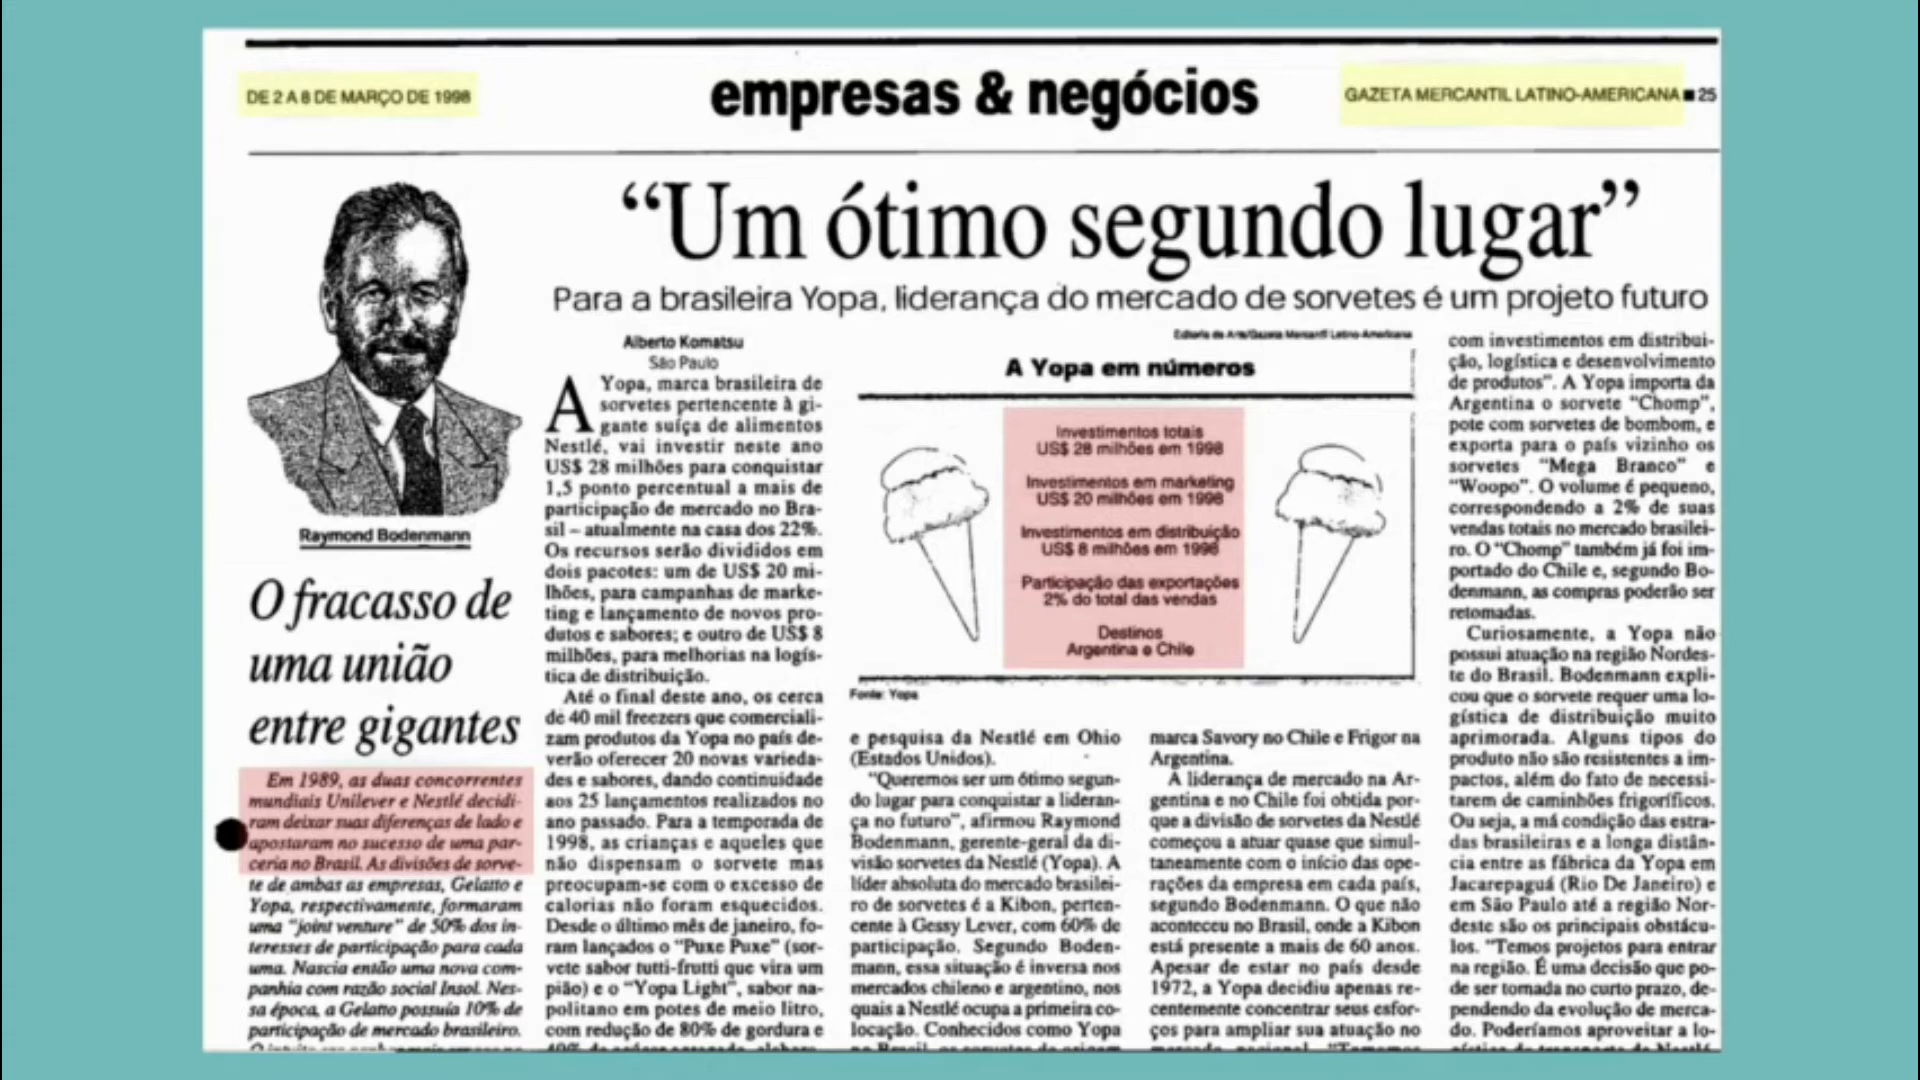 DE 2 A 8 DE MARÇO DE 1998
empresas & negócios
GAZETA MERCANTIL LATINO-AMERICANA ■ 25
“Um ótimo segundo lugar”
Para a brasileira Yopa, liderança do mercado de sorvetes é um projeto futuro
Raymond Bodenmann
O fracasso de
uma união
entre gigantes
Em 1989, as duas concorrentes
mundiais Unilever e Nestlé decidi-
ram deixar suas diferenças de lado e
apostaram no sucesso de uma par-
ceria no Brasil. As divisões de sorve-
te de ambas as empresas, Gelatto e
Yopa, respectivamente, formaram
uma "joint venture" de 50% dos in-
teresses de participação para cada
uma. Nascia então uma nova com-
panhia com razão social Insol. Nes-
sa época, a Gelatto possuía 10% de
participação de mercado brasileiro.
Alberto Komatsu
São Paulo
A Yopa, marca brasileira de
sorvetes pertencente à gi-
gante suíça de alimentos
Nestlé, vai investir neste ano
US$ 28 milhões para conquistar
1,5 ponto percentual a mais de
participação de mercado no Bra-
sil – atualmente na casa dos 22%.
Os recursos serão divididos em
dois pacotes: um de US$ 20 mi-
lhões, para campanhas de marke-
ting e lançamento de novos pro-
dutos e sabores; e outro de US$ 8
milhões, para melhorias na logís-
tica de distribuição.
Até o final deste ano, os cerca
de 40 mil freezers que comerciali-
zam produtos da Yopa no país de-
verão oferecer 20 novas varieda-
des e sabores, dando continuidade
aos 25 lançamentos realizados no
ano passado. Para a temporada de
1998, as crianças e aqueles que
não dispensam o sorvete mas
preocupam-se com o excesso de
calorias não foram esquecidos.
Desde o último mês de janeiro, fo-
ram lançados o "Puxe Puxe" (sor-
vete sabor tutti-frutti que vira um
pião) e o "Yopa Light", sabor na-
politano em potes de meio litro,
com redução de 80% de gordura e
Editoria de Arte/Gazeta Mercantil Latino-Americana
A Yopa em números
Investimentos totais
US$ 28 milhões em 1998
Investimentos em marketing
US$ 20 milhões em 1998
Investimentos em distribuição
US$ 8 milhões em 1998
Participação das exportações
2% do total das vendas
Destinos
Argentina e Chile
Fonte: Yopa
e pesquisa da Nestlé em Ohio
(Estados Unidos).
"Queremos ser um ótimo segun-
do lugar para conquistar a lideran-
ça no futuro", afirmou Raymond
Bodenmann, gerente-geral da di-
visão sorvetes da Nestlé (Yopa). A
líder absoluta do mercado brasilei-
ro de sorvetes é a Kibon, perten-
cente à Gessy Lever, com 60% de
participação. Segundo Boden-
mann, essa situação é inversa nos
mercados chileno e argentino, nos
quais a Nestlé ocupa a primeira co-
locação. Conhecidos como Yopa
no Brasil, os sorvetes de origem
marca Savory no Chile e Frigor na
Argentina.
A liderança de mercado na Ar-
gentina e no Chile foi obtida por-
que a divisão de sorvetes da Nestlé
começou a atuar quase que simul-
taneamente com o início das ope-
rações da empresa em cada país,
segundo Bodenmann. O que não
aconteceu no Brasil, onde a Kibon
está presente a mais de 60 anos.
Apesar de estar no país desde
1972, a Yopa decidiu apenas re-
centemente concentrar seus esfor-
ços para ampliar sua atuação no
mercado nacional. "Tomamos
com investimentos em distribui-
ção, logística e desenvolvimento
de produtos". A Yopa importa da
Argentina o sorvete "Chomp",
pote com sorvetes de bombom, e
exporta para o país vizinho os
sorvetes "Mega Branco" e
"Woopo". O volume é pequeno,
correspondendo a 2% de suas
vendas totais no mercado brasilei-
ro. O "Chomp" também já foi im-
portado do Chile e, segundo Bo-
denmann, as compras poderão ser
retomadas.
Curiosamente, a Yopa não
possui atuação na região Nordes-
te do Brasil. Bodenmann expli-
cou que o sorvete requer uma lo-
gística de distribuição muito
aprimorada. Alguns tipos do
produto não são resistentes a im-
pactos, além do fato de necessi-
tarem de caminhões frigoríficos.
Ou seja, a má condição das estra-
das brasileiras e a longa distân-
cia entre as fábrica da Yopa em
Jacarepaguá (Rio De Janeiro) e
em São Paulo até a região Nor-
deste são os principais obstácu-
los. "Temos projetos para entrar
na região. É uma decisão que po-
de ser tomada no curto prazo, de-
pendendo da evolução de merca-
do. Poderíamos aproveitar a lo-
gística de transporte da Nestlé,